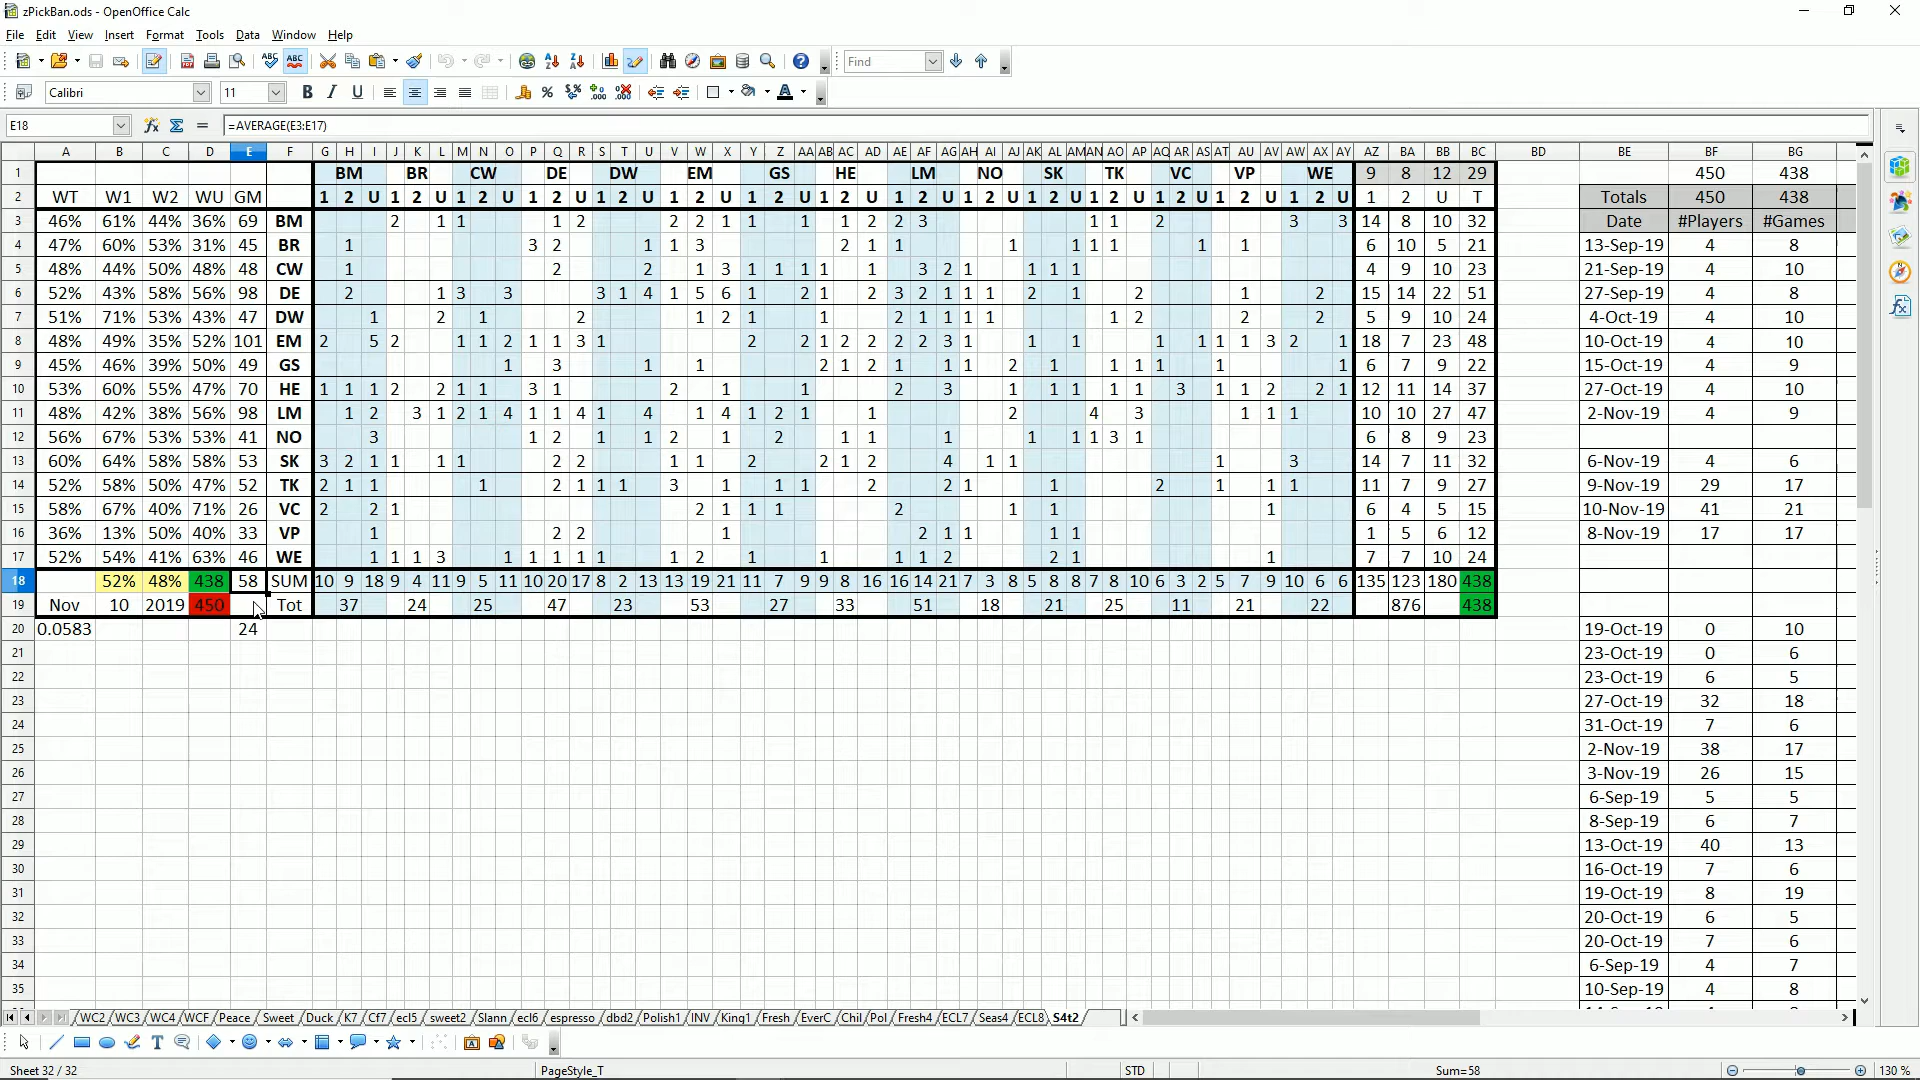 zPickBan.ods - OpenOffice Calc
File Edit View Insert Format Tools Data Window Help
Find
Calibri 11
E18 =AVERAGE(E3:E17)
A B C D E F G H I J K L M N O P Q R S T U V W X Y Z AA AB AC AD AE AF AG AH AI AJ AK AL AM AN AO AP AQ AR AS AT AU AV AW AX AY AZ BA BB BC BD BE BF BG
1 BM BR CW DE DW EM GS HE LM NO SK TK VC VP WE 9 8 12 29 450 438
2 WT W1 W2 WU GM 1 2 U 1 2 U 1 2 U 1 2 U 1 2 U 1 2 U 1 2 U 1 2 U 1 2 U 1 2 U 1 2 U 1 2 U 1 2 U 1 2 U 1 2 U 1 2 U T Totals 450 438
3 46% 61% 44% 36% 69 BM 2 1 1 1 2 2 2 1 1 1 1 2 1 2 3 1 1 2 3 3 14 8 10 32 Date #Players #Games
4 47% 60% 53% 31% 45 BR 1 3 2 1 1 3 2 1 1 1 1 1 1 1 1 6 10 5 21 13-Sep-19 4 8
5 48% 44% 50% 48% 48 CW 1 2 2 1 3 1 1 1 1 1 3 2 1 1 1 1 4 9 10 23 21-Sep-19 4 10
6 52% 43% 58% 56% 98 DE 2 1 3 3 3 1 4 1 5 6 1 2 1 2 3 2 1 1 1 2 1 2 1 2 15 14 22 51 27-Sep-19 4 8
7 51% 71% 53% 43% 47 DW 1 2 1 2 1 2 1 1 2 1 1 1 1 1 2 2 2 5 9 10 24 4-Oct-19 4 10
8 48% 49% 35% 52% 101 EM 2 5 2 1 1 2 1 1 3 1 2 2 1 2 2 2 2 3 1 1 1 1 1 1 1 1 3 2 1 18 7 23 48 10-Oct-19 4 10
9 45% 46% 39% 50% 49 GS 1 3 1 1 2 1 2 1 1 1 2 1 1 1 1 1 1 1 6 7 9 22 15-Oct-19 4 9
10 53% 60% 55% 47% 70 HE 1 1 1 2 2 1 1 3 1 2 1 1 2 3 1 1 1 1 1 3 1 1 2 2 1 12 11 14 37 27-Oct-19 4 10
11 48% 42% 38% 56% 98 LM 1 2 3 1 2 1 4 1 1 4 1 4 1 4 1 2 1 1 2 4 3 1 1 1 10 10 27 47 2-Nov-19 4 9
12 56% 67% 53% 53% 41 NO 3 1 2 1 1 2 1 2 1 1 1 1 1 1 3 1 6 8 9 23
13 60% 64% 58% 58% 53 SK 3 2 1 1 1 1 2 2 1 1 2 2 1 2 4 1 1 1 3 14 7 11 32 6-Nov-19 4 6
14 52% 58% 50% 47% 52 TK 2 1 1 1 2 1 1 1 3 1 1 1 2 2 1 1 2 1 1 1 11 7 9 27 9-Nov-19 29 17
15 58% 67% 40% 71% 26 VC 2 2 1 2 1 1 1 2 1 1 1 6 4 5 15 10-Nov-19 41 21
16 36% 13% 50% 40% 33 VP 1 2 2 1 2 1 1 1 1 1 5 6 12 8-Nov-19 17 17
17 52% 54% 41% 63% 46 WE 1 1 1 3 1 1 1 1 1 1 2 1 1 1 2 2 1 1 7 7 10 24
18 52% 48% 438 58 SUM 10 9 18 9 4 11 9 5 11 10 20 17 8 2 13 13 19 21 11 7 9 9 8 16 16 14 21 7 3 8 5 8 8 7 8 10 6 3 2 5 7 9 10 6 6 135 123 180 438
19 Nov 10 2019 450 Tot 37 24 25 47 23 53 27 33 51 18 21 25 11 21 22 876 438
20 0.0583 24 19-Oct-19 0 10
21 23-Oct-19 0 6
22 23-Oct-19 6 5
23 27-Oct-19 32 18
24 31-Oct-19 7 6
25 2-Nov-19 38 17
26 3-Nov-19 26 15
27 6-Sep-19 5 5
28 8-Sep-19 6 7
29 13-Oct-19 40 13
30 16-Oct-19 7 6
31 19-Oct-19 8 19
32 20-Oct-19 6 5
33 20-Oct-19 7 6
34 6-Sep-19 4 7
35 10-Sep-19 4 8
WC2 WC3 WC4 WCF Peace Sweet Duck K7 Cf7 ecl5 sweet2 Slann ecl6 espresso dbd2 Polish1 INV King1 Fresh EverC Chil Pol Fresh4 ECL7 Seas4 ECL8 S4t2
Sheet 32 / 32 PageStyle_T STD Sum=58 130 %